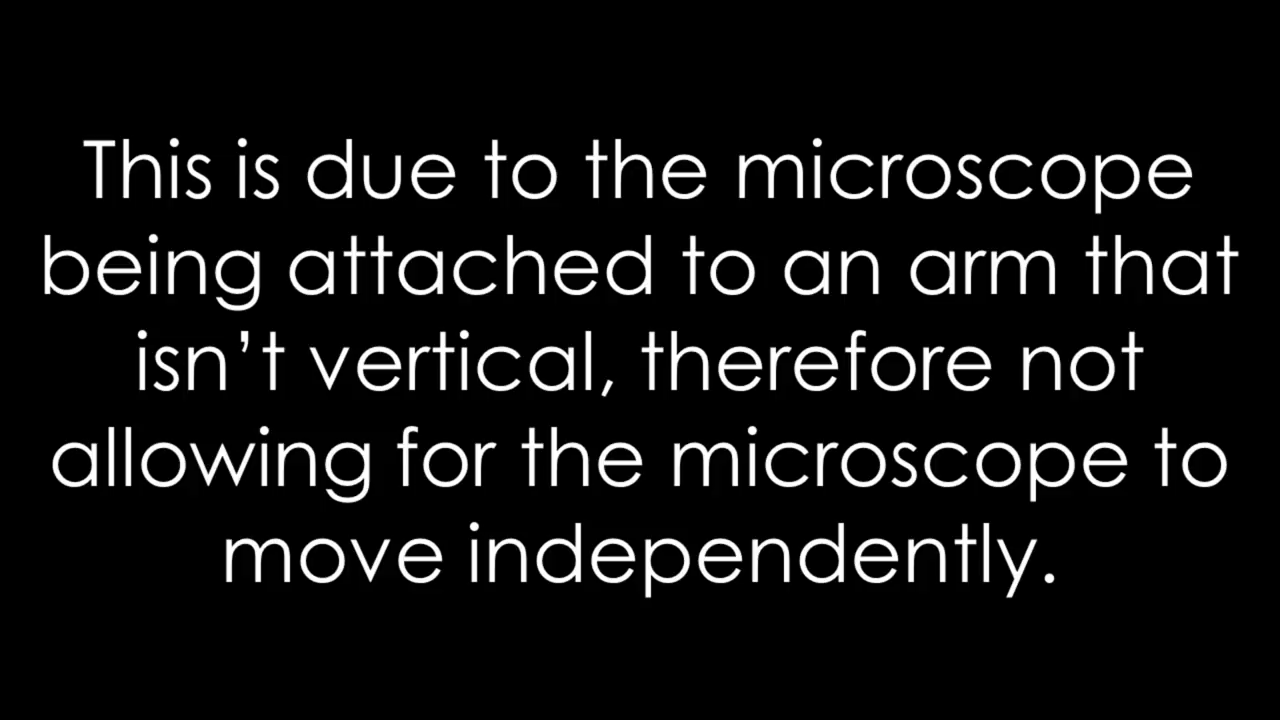 This is due to the microscope
being attached to an arm that
isn’t vertical, therefore not
allowing for the microscope to
move independently.